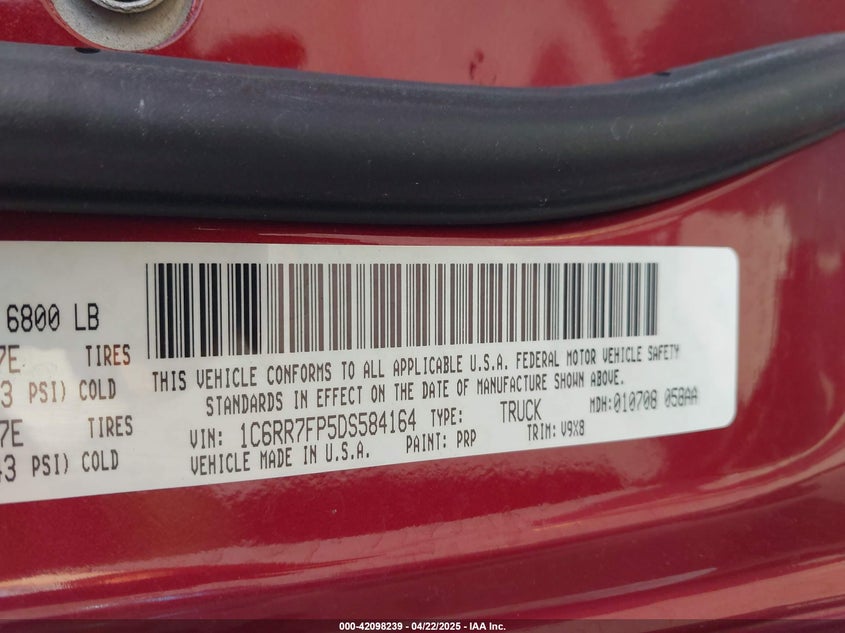 6800 LB
7E TIRES
3 PSI) COLD
7E TIRES
43 PSI) COLD
THIS VEHICLE CONFORMS TO ALL APPLICABLE U.S.A. FEDERAL MOTOR VEHICLE SAFETY
STANDARDS IN EFFECT ON THE DATE OF MANUFACTURE SHOWN ABOVE.
VIN: 1C6RR7FP5DS584164 TYPE: TRUCK MDH:010708 058AA
VEHICLE MADE IN U.S.A. PAINT: PRP TRIM: V9X8
000-42098239 - 04/22/2025 - IAA Inc.